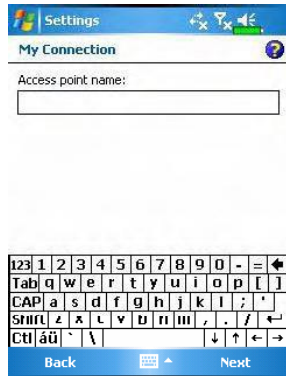 Settings
My Connection
Access point name:
123 1 2 3 4 5 6 7 8 9 0 - =
Tab q w e r t y u i o p [ ]
CAP a s d f g h j k l ; '
Shift z x c v b n m , . /
Ctl áü ` \
Back Next